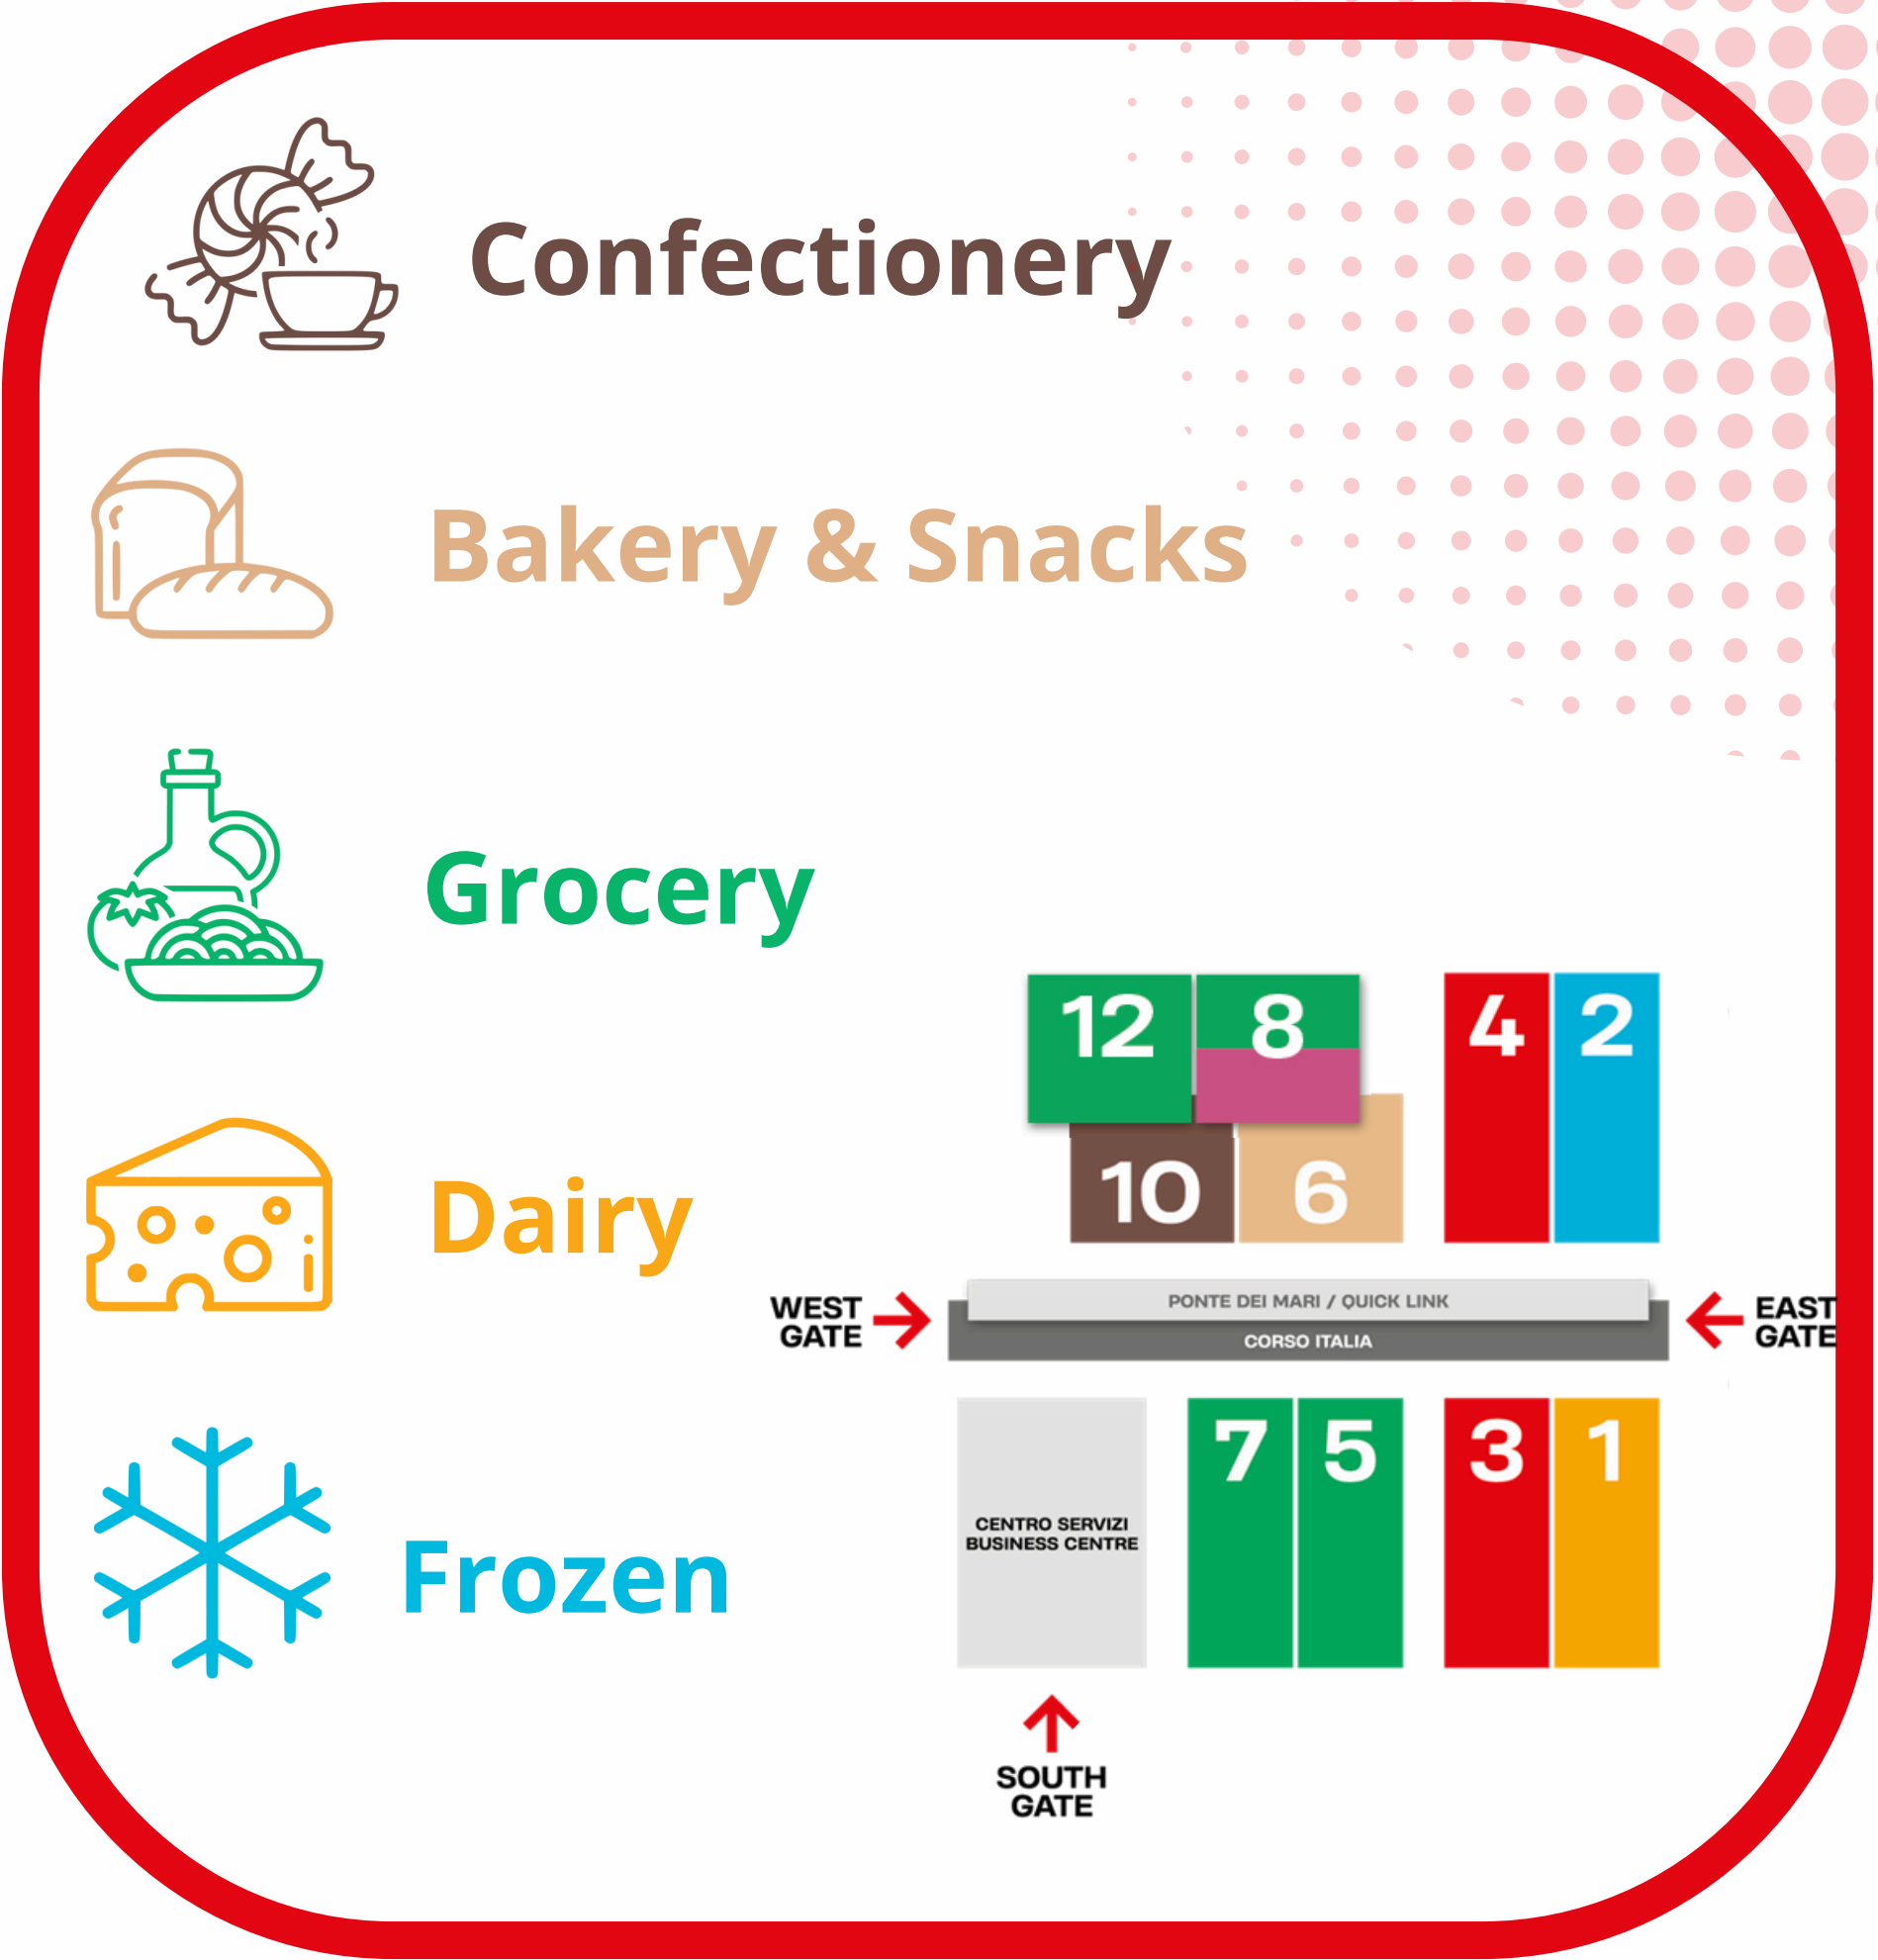 Confectionery
Bakery & Snacks
Grocery
Dairy
Frozen
12 8 4 2
10 6
PONTE DEI MARI / QUICK LINK
CORSO ITALIA
WEST
GATE
EAST
GATE
7 5 3 1
CENTRO SERVIZI
BUSINESS CENTRE
SOUTH
GATE